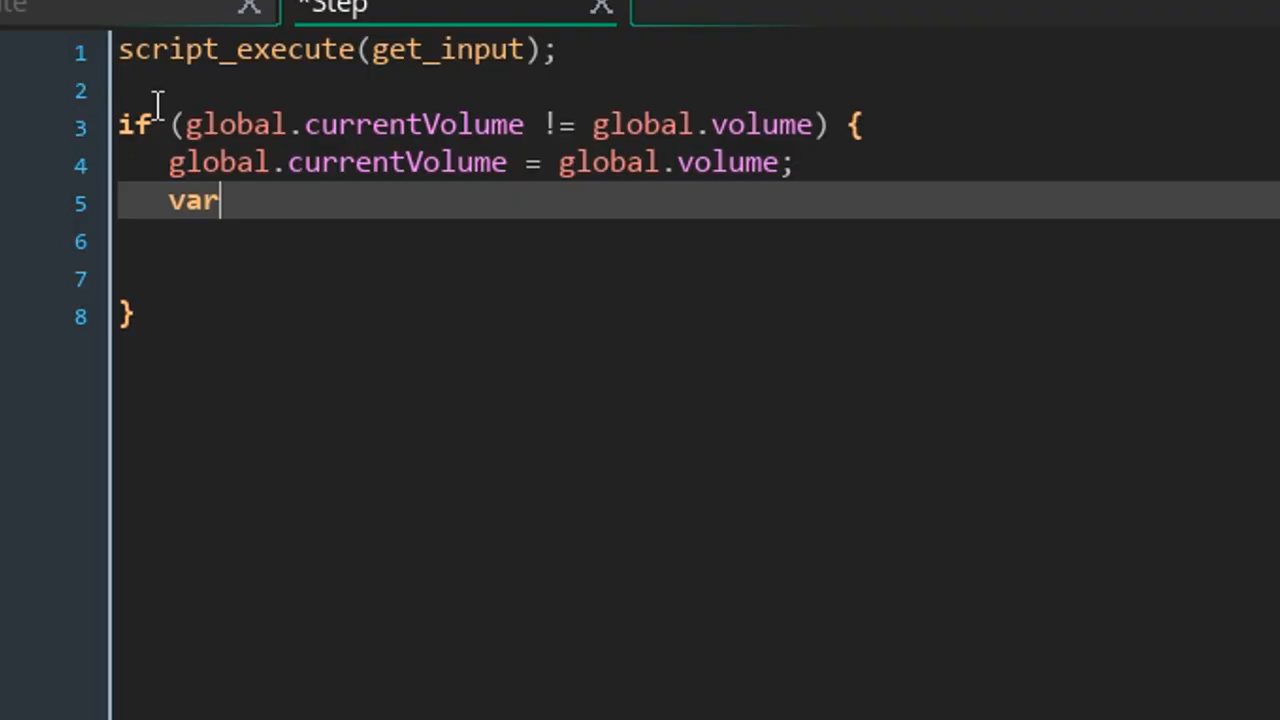 *Step
1 script_execute(get_input);
2
3 if (global.currentVolume != global.volume) {
4 global.currentVolume = global.volume;
5 var
6
7
8 }